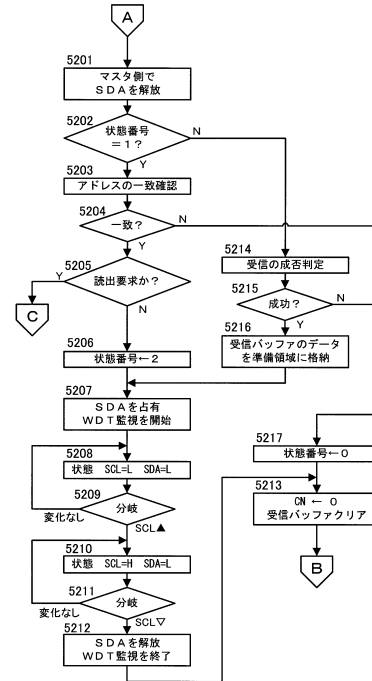 A
5201
マスタ側で
SDAを解放
5202
状態番号
=1?
N
Y
5203
アドレスの一致確認
5204
一致?
N
Y
5205
読出要求か?
Y
N
C
5214
受信の成否判定
5215
成功?
Y
5216
受信バッファのデータ
を準備領域に格納
5206
状態番号←2
5207
SDAを占有
WDT監視を開始
5208
状態 SCL=L SDA=L
5209
分岐
変化なし
SCL▲
5210
状態 SCL=H SDA=L
5211
分岐
変化なし
SCL▽
5212
SDAを解放
WDT監視を終了
5217
状態番号←0
5213
CN ← 0
受信バッファクリア
B